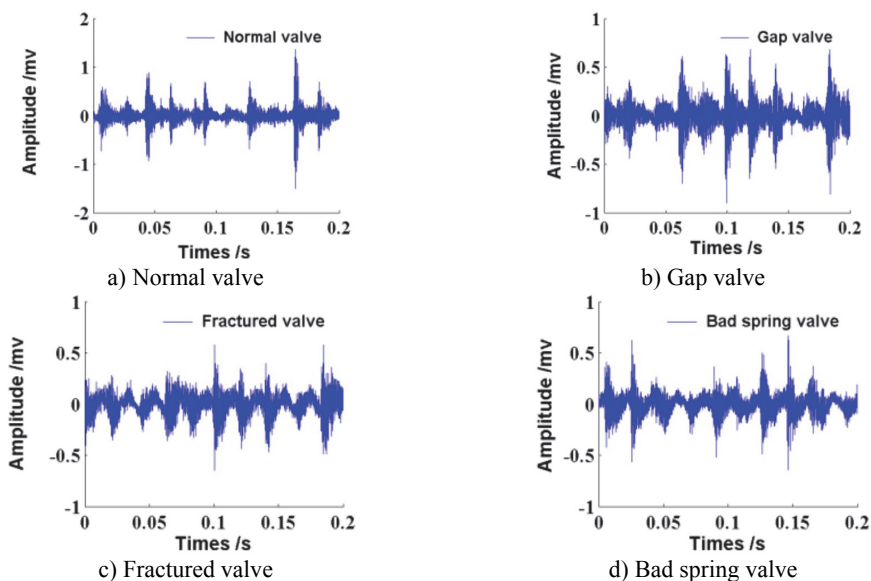 Normal valve
Amplitude /mv
2
1
0
-1
-2
0 0.05 0.1 0.15 0.2
Times /s
a) Normal valve
Gap valve
Amplitude /mv
1
0.5
0
-0.5
-1
0 0.05 0.1 0.15 0.2
Times /s
b) Gap valve
Fractured valve
Amplitude /mv
1
0.5
0
-0.5
-1
0 0.05 0.1 0.15 0.2
Times /s
c) Fractured valve
Bad spring valve
Amplitude /mv
1
0.5
0
-0.5
-1
0 0.05 0.1 0.15 0.2
Times /s
d) Bad spring valve